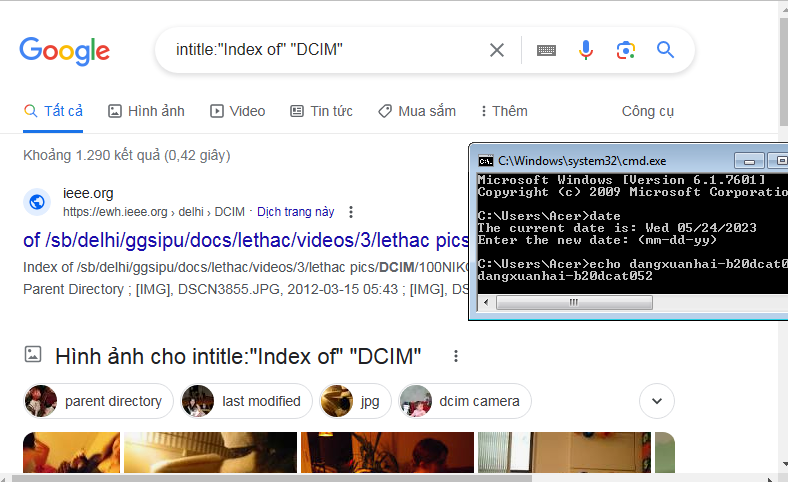 Google
intitle:"Index of" "DCIM"
Tất cả
Hình ảnh
Video
Tin tức
Mua sắm
Thêm
Công cụ
Khoảng 1.290 kết quả (0,42 giây)
ieee.org
https://ewh.ieee.org › delhi › DCIM · Dịch trang này
of /sb/delhi/ggsipu/docs/lethac/videos/3/lethac pics
Index of /sb/delhi/ggsipu/docs/lethac/videos/3/lethac pics/DCIM/100NIK
Parent Directory ; [IMG], DSCN3855.JPG, 2012-03-15 05:43 ; [IMG],
C:\Windows\system32\cmd.exe
Microsoft Windows [Version 6.1.7601]
Copyright (c) 2009 Microsoft Corporatio
C:\Users\Acer>date
The current date is: Wed 05/24/2023
Enter the new date: (mm-dd-yy)
C:\Users\Acer>echo dangxuanhai-b20dcat0
dangxuanhai-b20dcat052
Hình ảnh cho intitle:"Index of" "DCIM"
parent directory
last modified
jpg
dcim camera